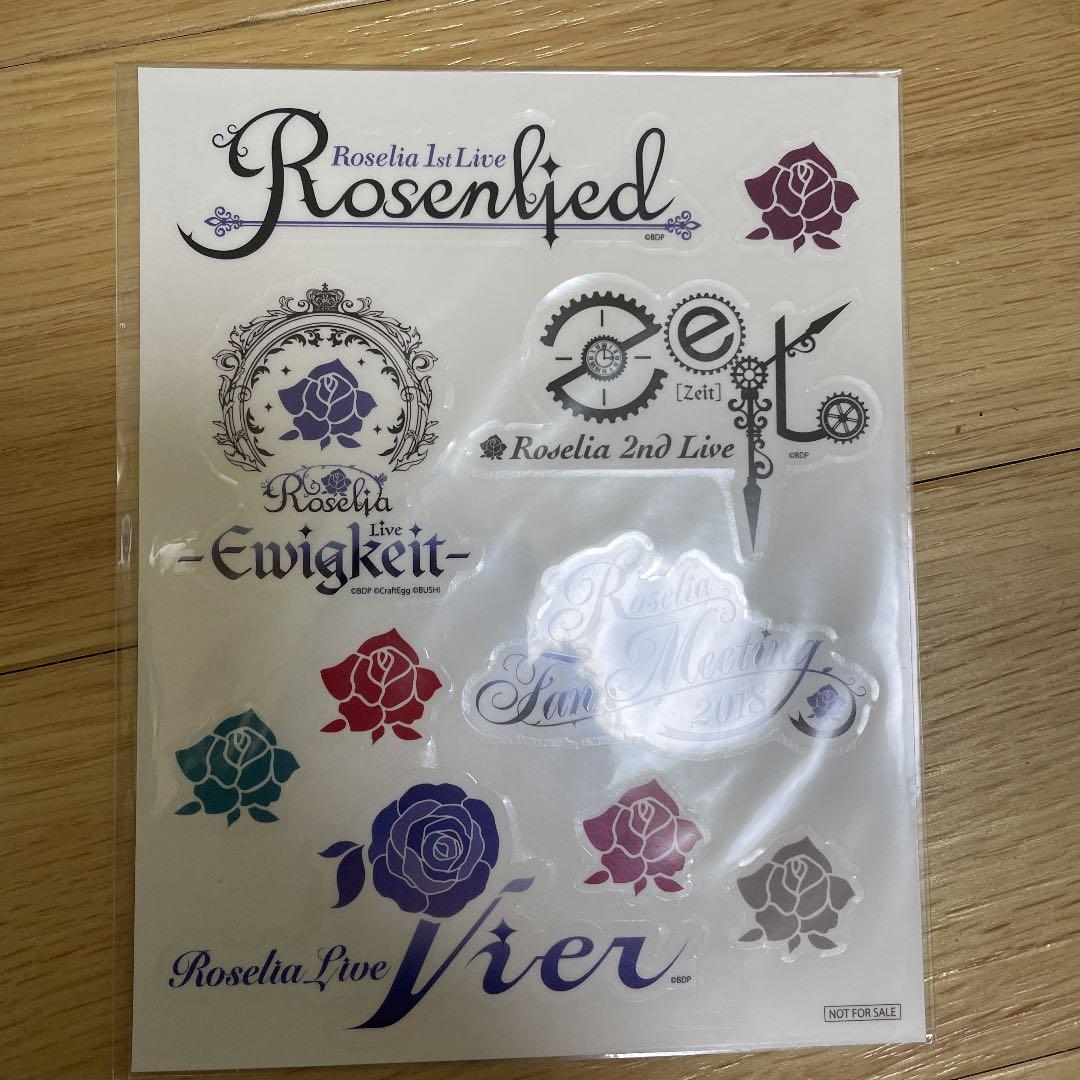 Roselia 1st Live
Rosenlied
©BDP
Zeit
[Zeit]
Roselia 2nd Live
©BDP
Roselia
Live
-Ewigkeit-
©BDP ©CraftEgg ©BUSHI
Roselia
Fan Meeting
2018
Roselia Live
Vier
©BDP
NOT FOR SALE